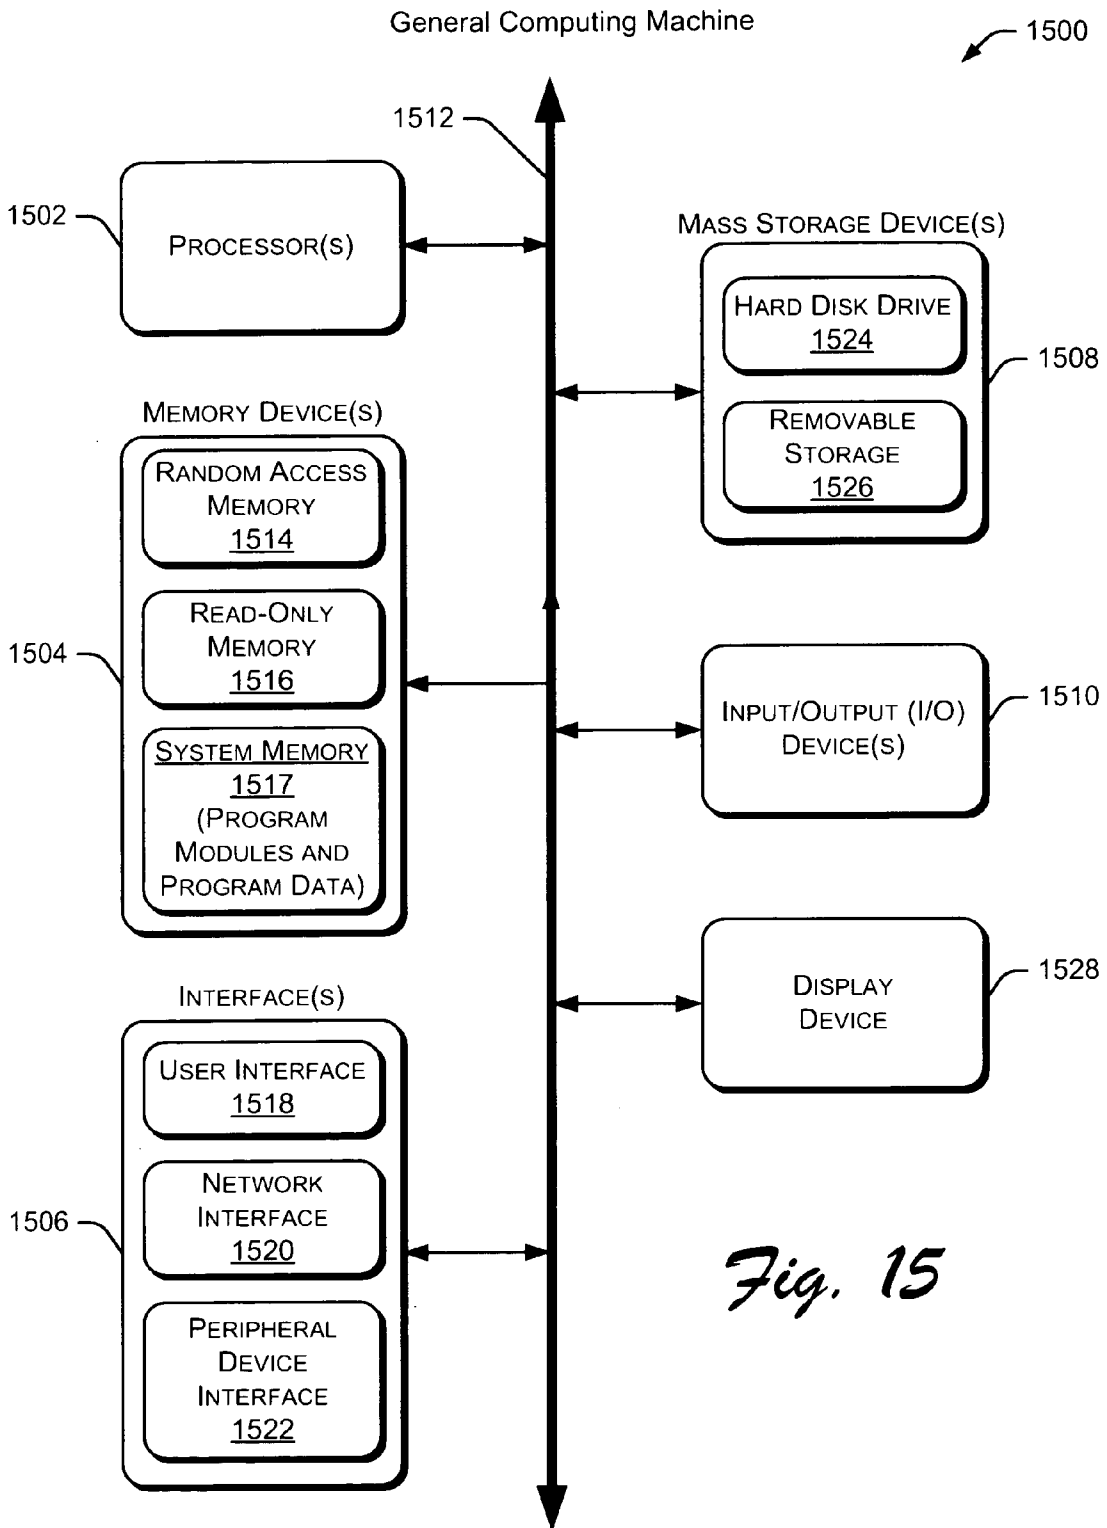 General Computing Machine
1500
1512
1502
PROCESSOR(S)
MASS STORAGE DEVICE(S)
HARD DISK DRIVE
1524
1508
REMOVABLE
STORAGE
1526
MEMORY DEVICE(S)
RANDOM ACCESS
MEMORY
1514
READ-ONLY
MEMORY
1516
1504
SYSTEM MEMORY
1517
(PROGRAM
MODULES AND
PROGRAM DATA)
INPUT/OUTPUT (I/O)
DEVICE(S)
1510
DISPLAY
DEVICE
1528
INTERFACE(S)
USER INTERFACE
1518
NETWORK
INTERFACE
1520
1506
PERIPHERAL
DEVICE
INTERFACE
1522
Fig. 15